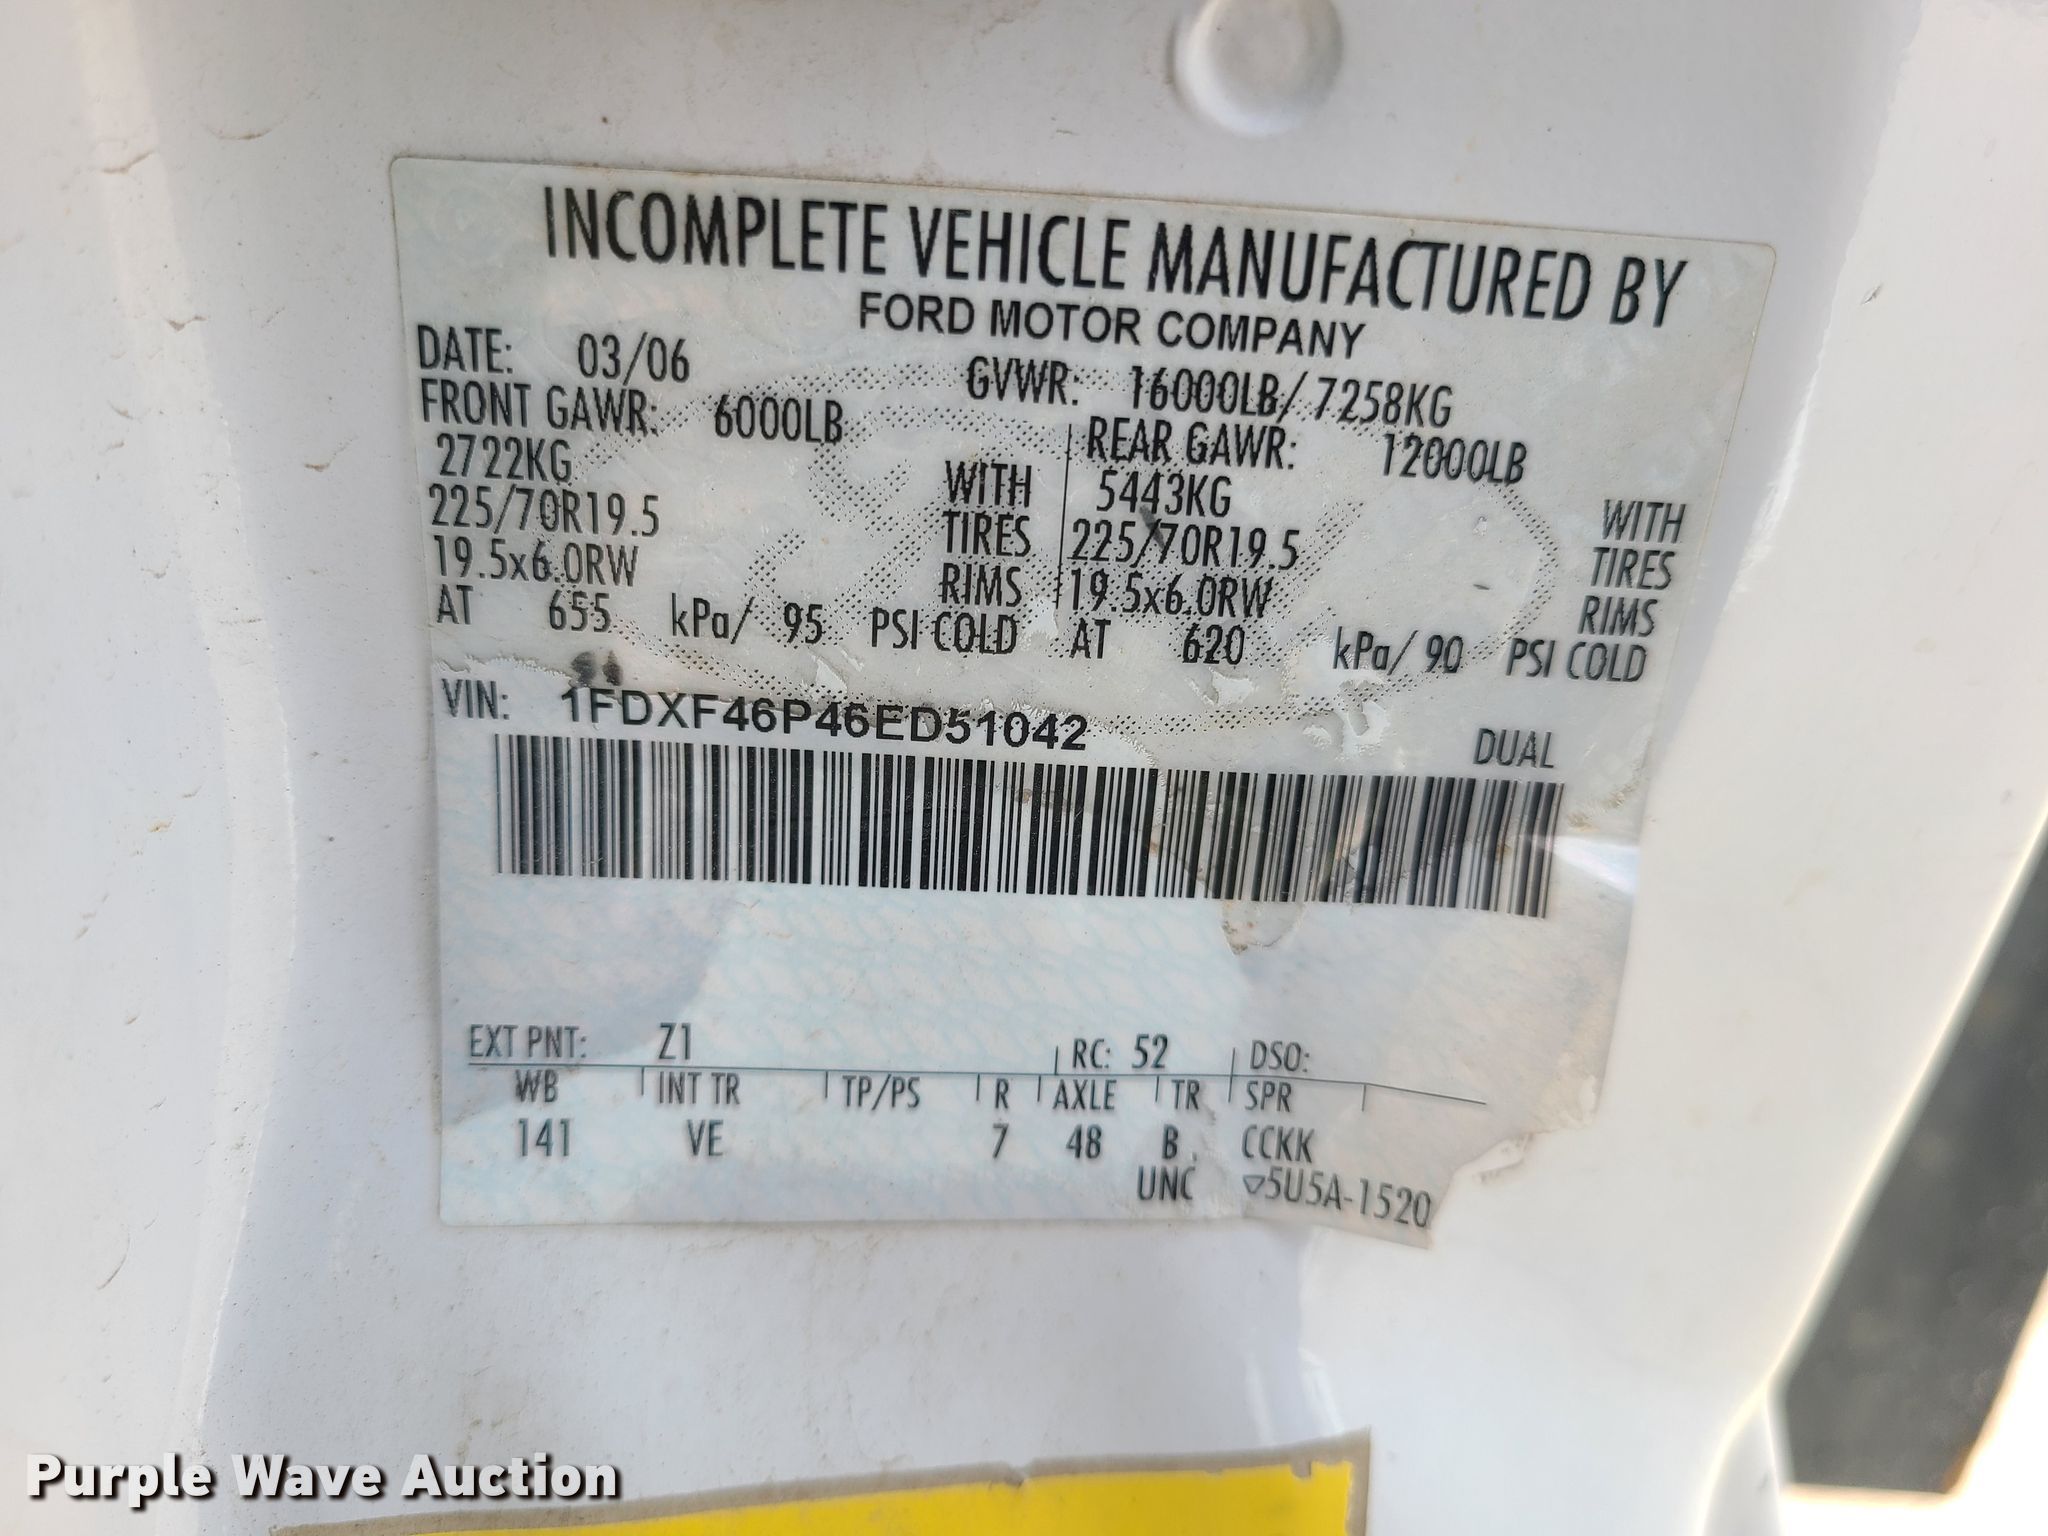 INCOMPLETE VEHICLE MANUFACTURED BY
FORD MOTOR COMPANY
DATE: 03/06 GVWR: 16000LB/ 7258KG
FRONT GAWR: 6000LB REAR GAWR: 12000LB
2722KG WITH 5443KG WITH
225/70R19.5 TIRES 225/70R19.5 TIRES
19.5x6.0RW RIMS 19.5x6.0RW RIMS
AT 655 kPa/ 95 PSI COLD AT 620 kPa/ 90 PSI COLD
VIN: 1FDXF46P46ED51042
DUAL
EXT PNT: Z1 RC: 52 DSO:
WB INT TR TP/PS R AXLE TR SPR
141 VE 7 48 B CCKK
UNC ▽5U5A-1520
Purple Wave Auction